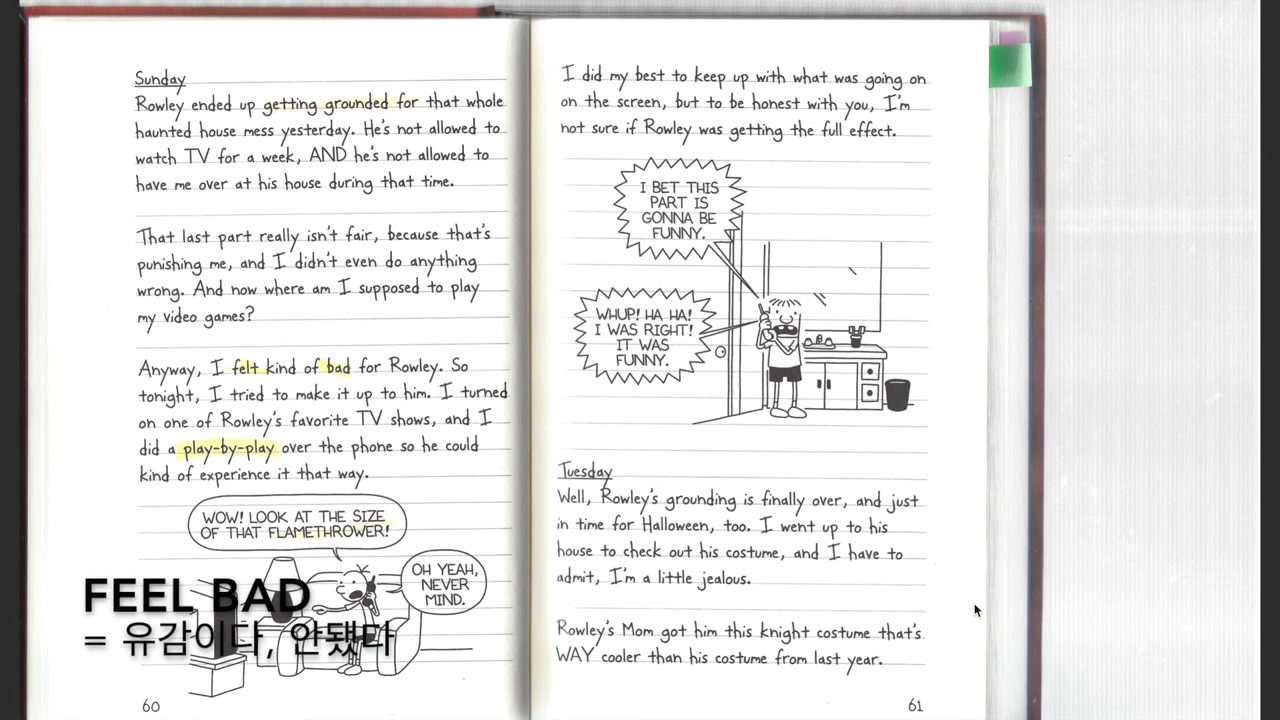 Sunday
Rowley ended up getting grounded for that whole
haunted house mess yesterday. He's not allowed to
watch TV for a week, AND he's not allowed to
have me over at his house during that time.
That last part really isn't fair, because that's
punishing me, and I didn't even do anything
wrong. And now where am I supposed to play
my video games?
Anyway, I felt kind of bad for Rowley. So
tonight, I tried to make it up to him. I turned
on one of Rowley's favorite TV shows, and I
did a play-by-play over the phone so he could
kind of experience it that way.
WOW! LOOK AT THE SIZE
OF THAT FLAMETHROWER!
OH YEAH,
NEVER
MIND.
FEEL BAD
= 유감이다, 안됐다
60
I did my best to keep up with what was going on
on the screen, but to be honest with you, I'm
not sure if Rowley was getting the full effect.
I BET THIS
PART IS
GONNA BE
FUNNY.
WHUP! HA HA!
I WAS RIGHT!
IT WAS
FUNNY.
Tuesday
Well, Rowley's grounding is finally over, and just
in time for Halloween, too. I went up to his
house to check out his costume, and I have to
admit, I'm a little jealous.
Rowley's Mom got him this knight costume that's
WAY cooler than his costume from last year.
61